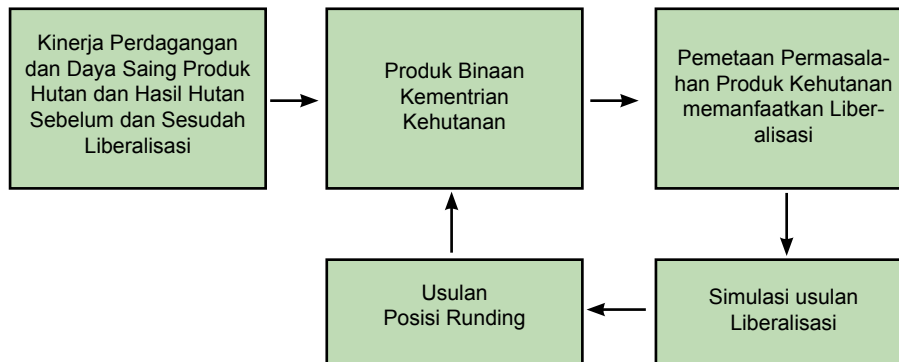 Kinerja Perdagangan
dan Daya Saing Produk
Hutan dan Hasil Hutan
Sebelum dan Sesudah
Liberalisasi
Produk Binaan
Kementrian
Kehutanan
Pemetaan Permasala-
han Produk Kehutanan
memanfaatkan Liber-
alisasi
Usulan
Posisi Runding
Simulasi usulan
Liberalisasi